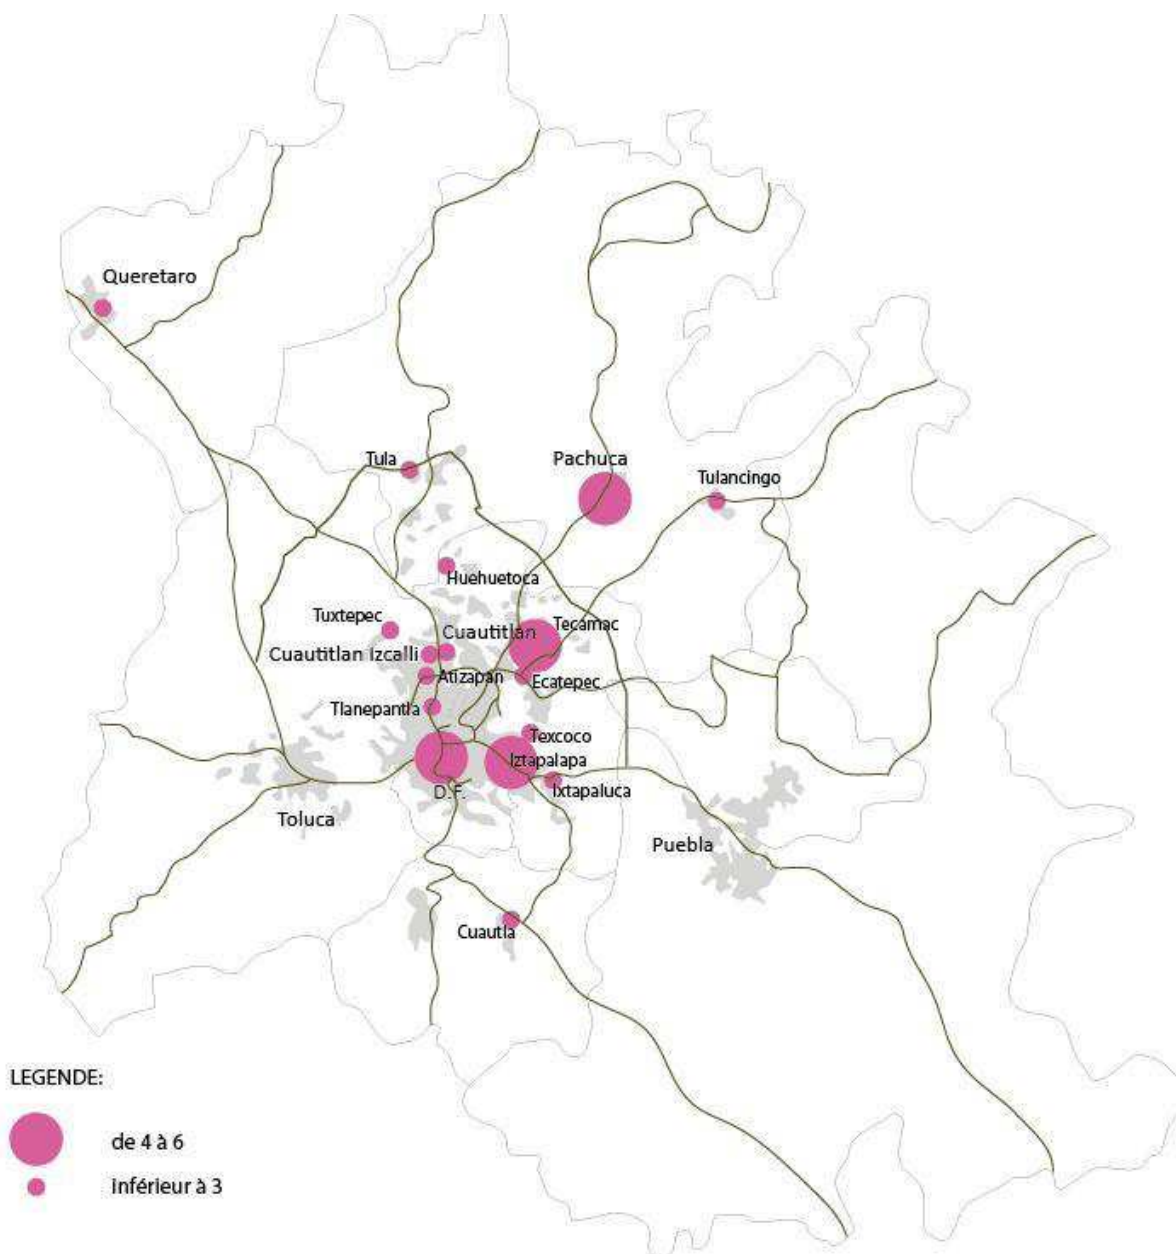 Queretaro
Tula
Pachuca
Tulancingo
Huehuetoca
Tuxtepec
Cuautitlan
Tecamac
Cuautitlan Izcalli
Atizapan
Ecatepec
Tlanepantla
Texcoco
Iztapalapa
D.F.
Ixtapaluca
Toluca
Puebla
Cuautla
LEGENDE:
de 4 à 6
inférieur à 3